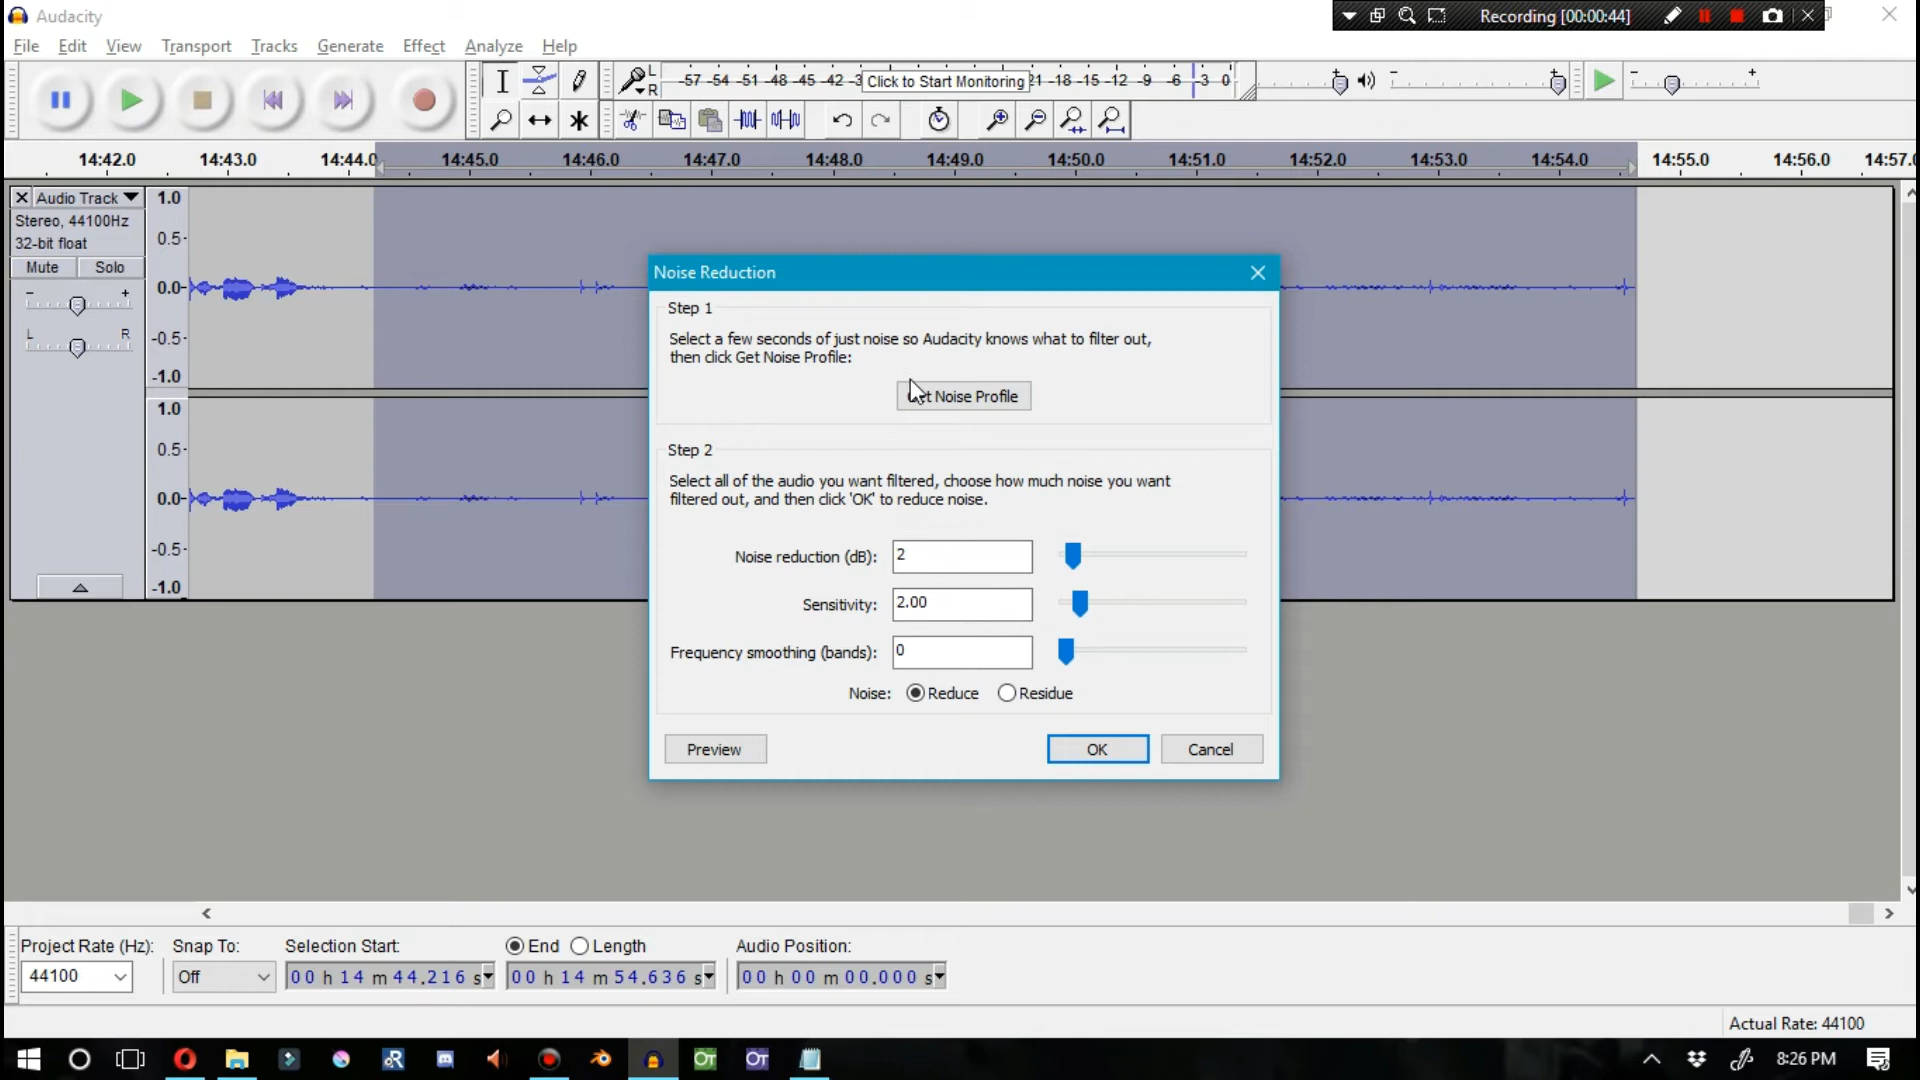 Audacity
Recording [00:00:44]
File Edit View Transport Tracks Generate Effect Analyze Help
L
R
-57 -54 -51 -48 -45 -42 -3 Click to Start Monitoring 21 -18 -15 -12 -9 -6 -3 0
14:42.0 14:43.0 14:44.0 14:45.0 14:46.0 14:47.0 14:48.0 14:49.0 14:50.0 14:51.0 14:52.0 14:53.0 14:54.0 14:55.0 14:56.0 14:57.0
Audio Track
Stereo, 44100Hz
32-bit float
Mute Solo
- +
L R
1.0
0.5-
0.0-
-0.5-
-1.0
1.0
0.5-
0.0-
-0.5-
-1.0
Noise Reduction
Step 1
Select a few seconds of just noise so Audacity knows what to filter out,
then click Get Noise Profile:
Get Noise Profile
Step 2
Select all of the audio you want filtered, choose how much noise you want
filtered out, and then click 'OK' to reduce noise.
Noise reduction (dB): 2
Sensitivity: 2.00
Frequency smoothing (bands): 0
Noise: Reduce Residue
Preview OK Cancel
Project Rate (Hz): Snap To: Selection Start: End Length Audio Position:
44100 Off 00 h 14 m 44.216 s 00 h 14 m 54.636 s 00 h 00 m 00.000 s
Actual Rate: 44100
R OT OT 8:26 PM